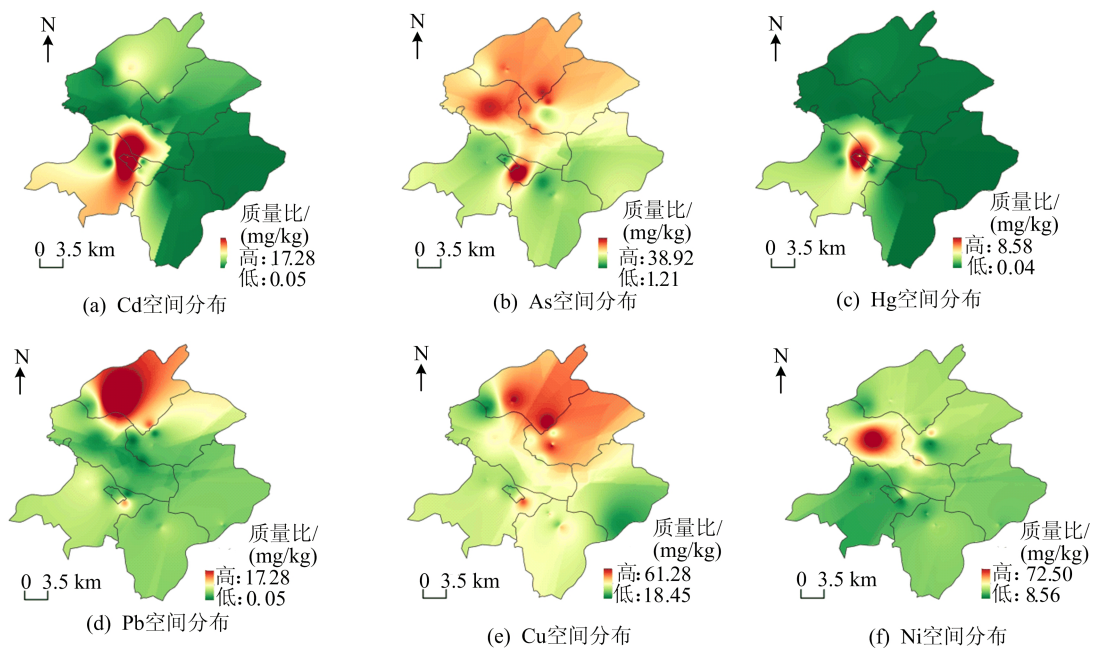 N
质量比/
(mg/kg)
高:17.28
低:0.05
0 3.5 km
(a) Cd空间分布
N
质量比/
(mg/kg)
高:38.92
低:1.21
0 3.5 km
(b) As空间分布
N
质量比/
(mg/kg)
高:8.58
低:0.04
0 3.5 km
(c) Hg空间分布
N
质量比/
(mg/kg)
高:17.28
低:0.05
0 3.5 km
(d) Pb空间分布
N
质量比/
(mg/kg)
高:61.28
低:18.45
0 3.5 km
(e) Cu空间分布
N
质量比/
(mg/kg)
高:72.50
低:8.56
0 3.5 km
(f) Ni空间分布